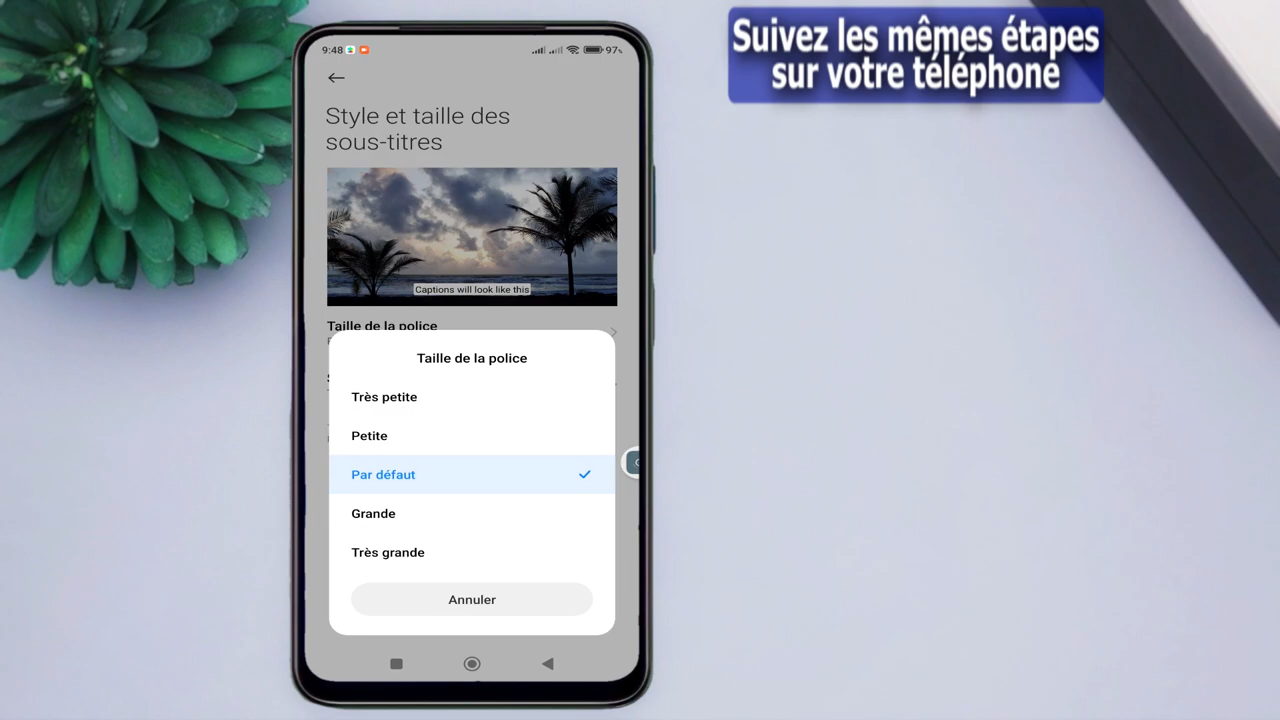 Suivez les mêmes étapes
sur votre téléphone
9:48
97%
Style et taille des
sous-titres
Captions will look like this
Taille de la police
Taille de la police
Très petite
Petite
Par défaut
Grande
Très grande
Annuler